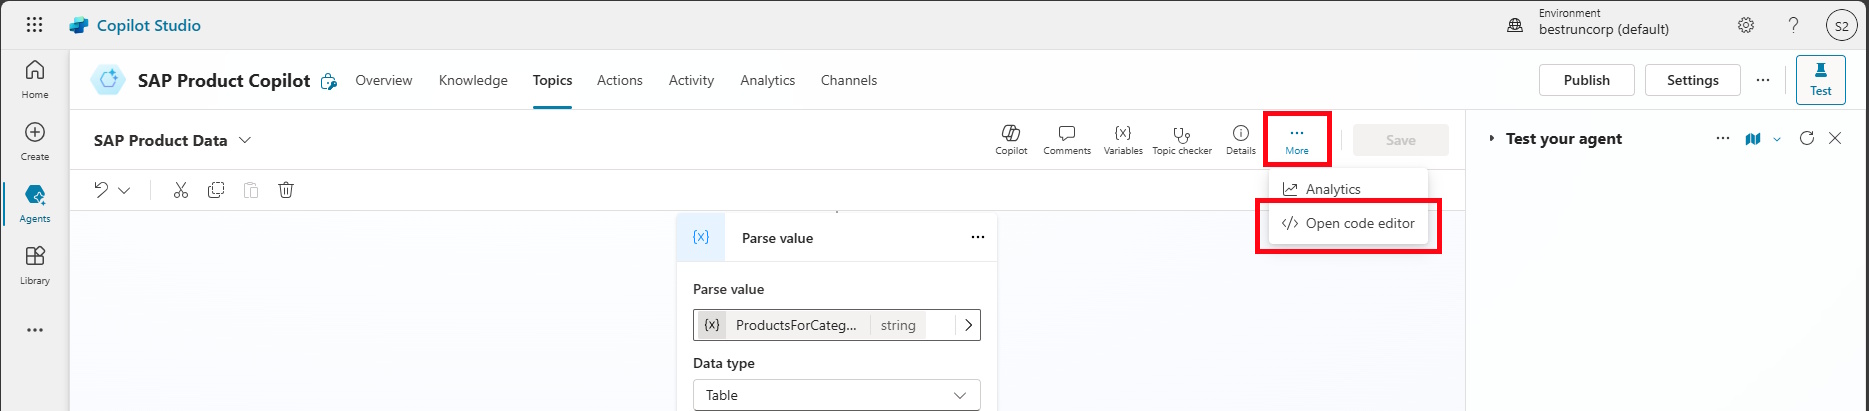 Copilot Studio
Environment
bestruncorp (default)
?
S2
Home
Create
Agents
Library
SAP Product Copilot
Overview
Knowledge
Topics
Actions
Activity
Analytics
Channels
Publish
Settings
Test
SAP Product Data
Copilot
Comments
{x}
Variables
Topic checker
Details
More
Save
Analytics
</> Open code editor
Test your agent
{x} Parse value
Parse value
{x} ProductsForCateg... string
Data type
Table